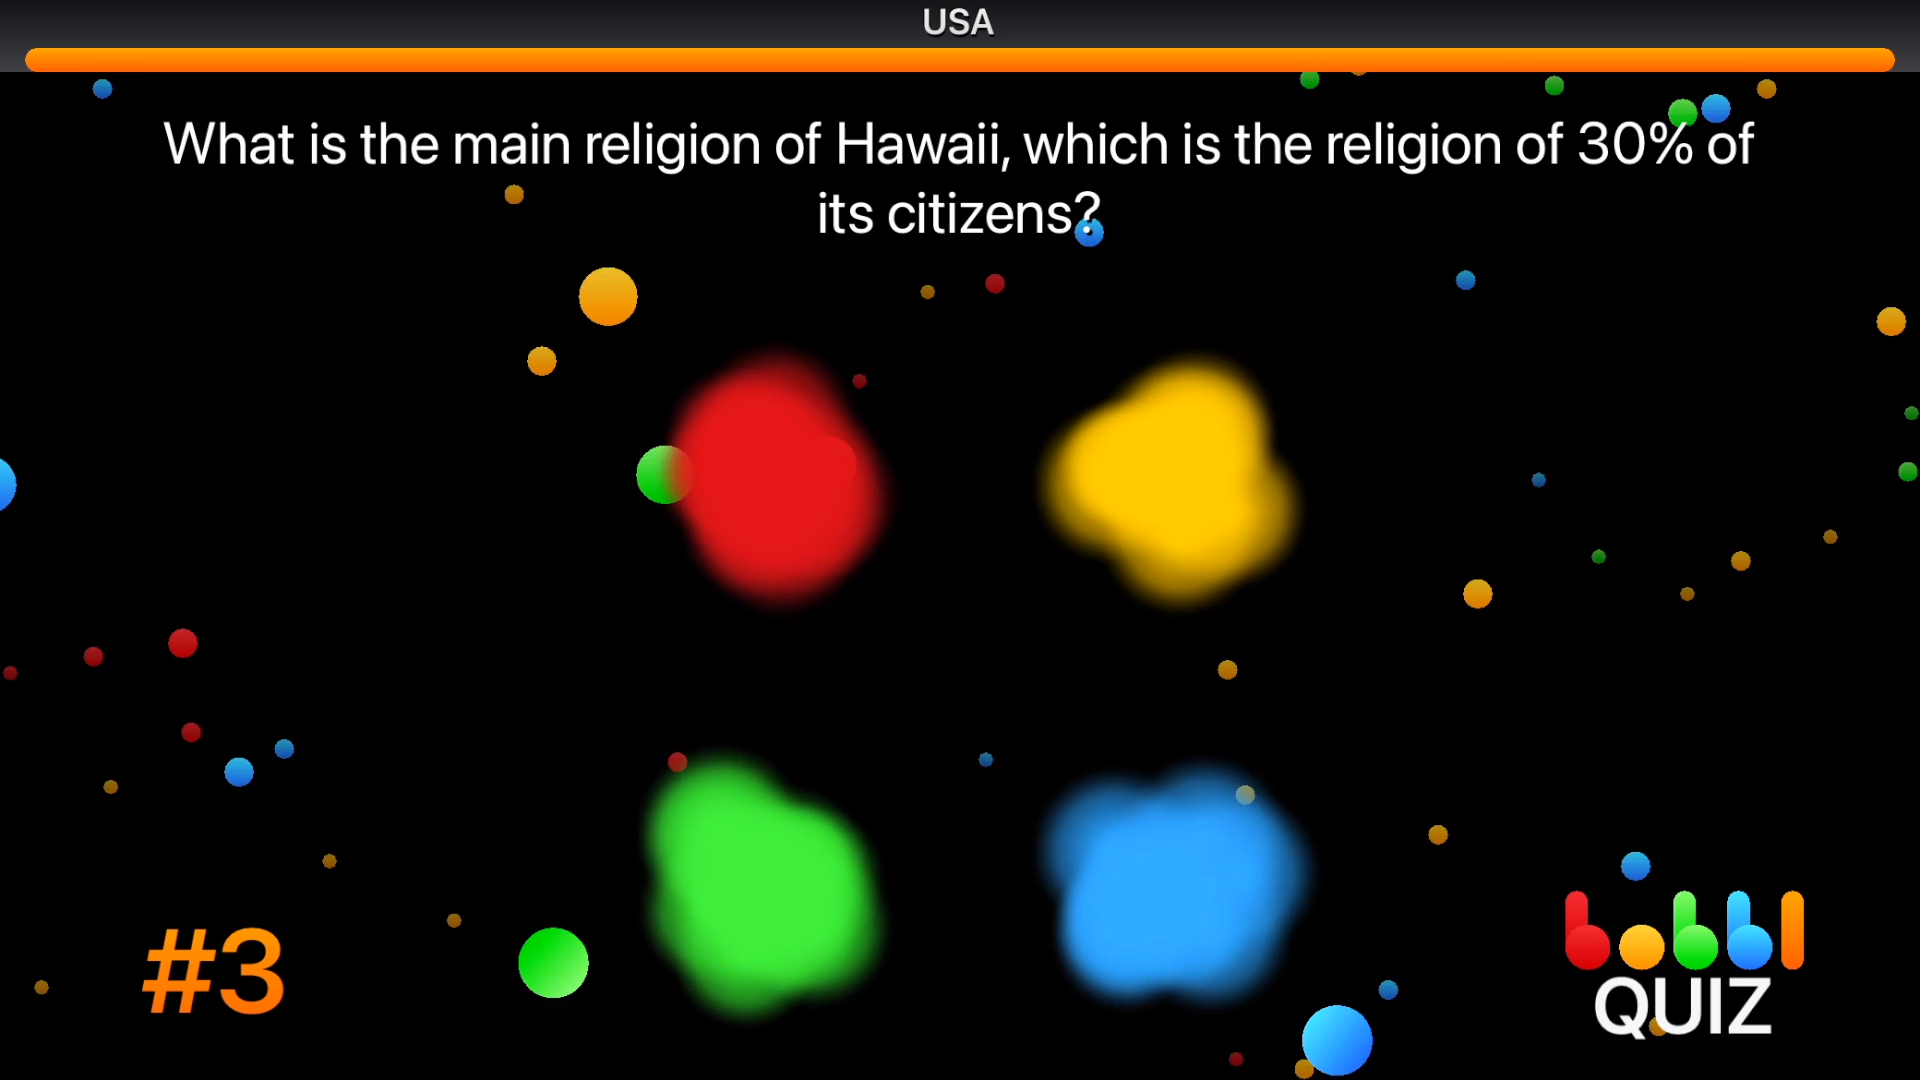 USA
What is the main religion of Hawaii, which is the religion of 30% of
its citizens?
#3
bobbl
QUIZ